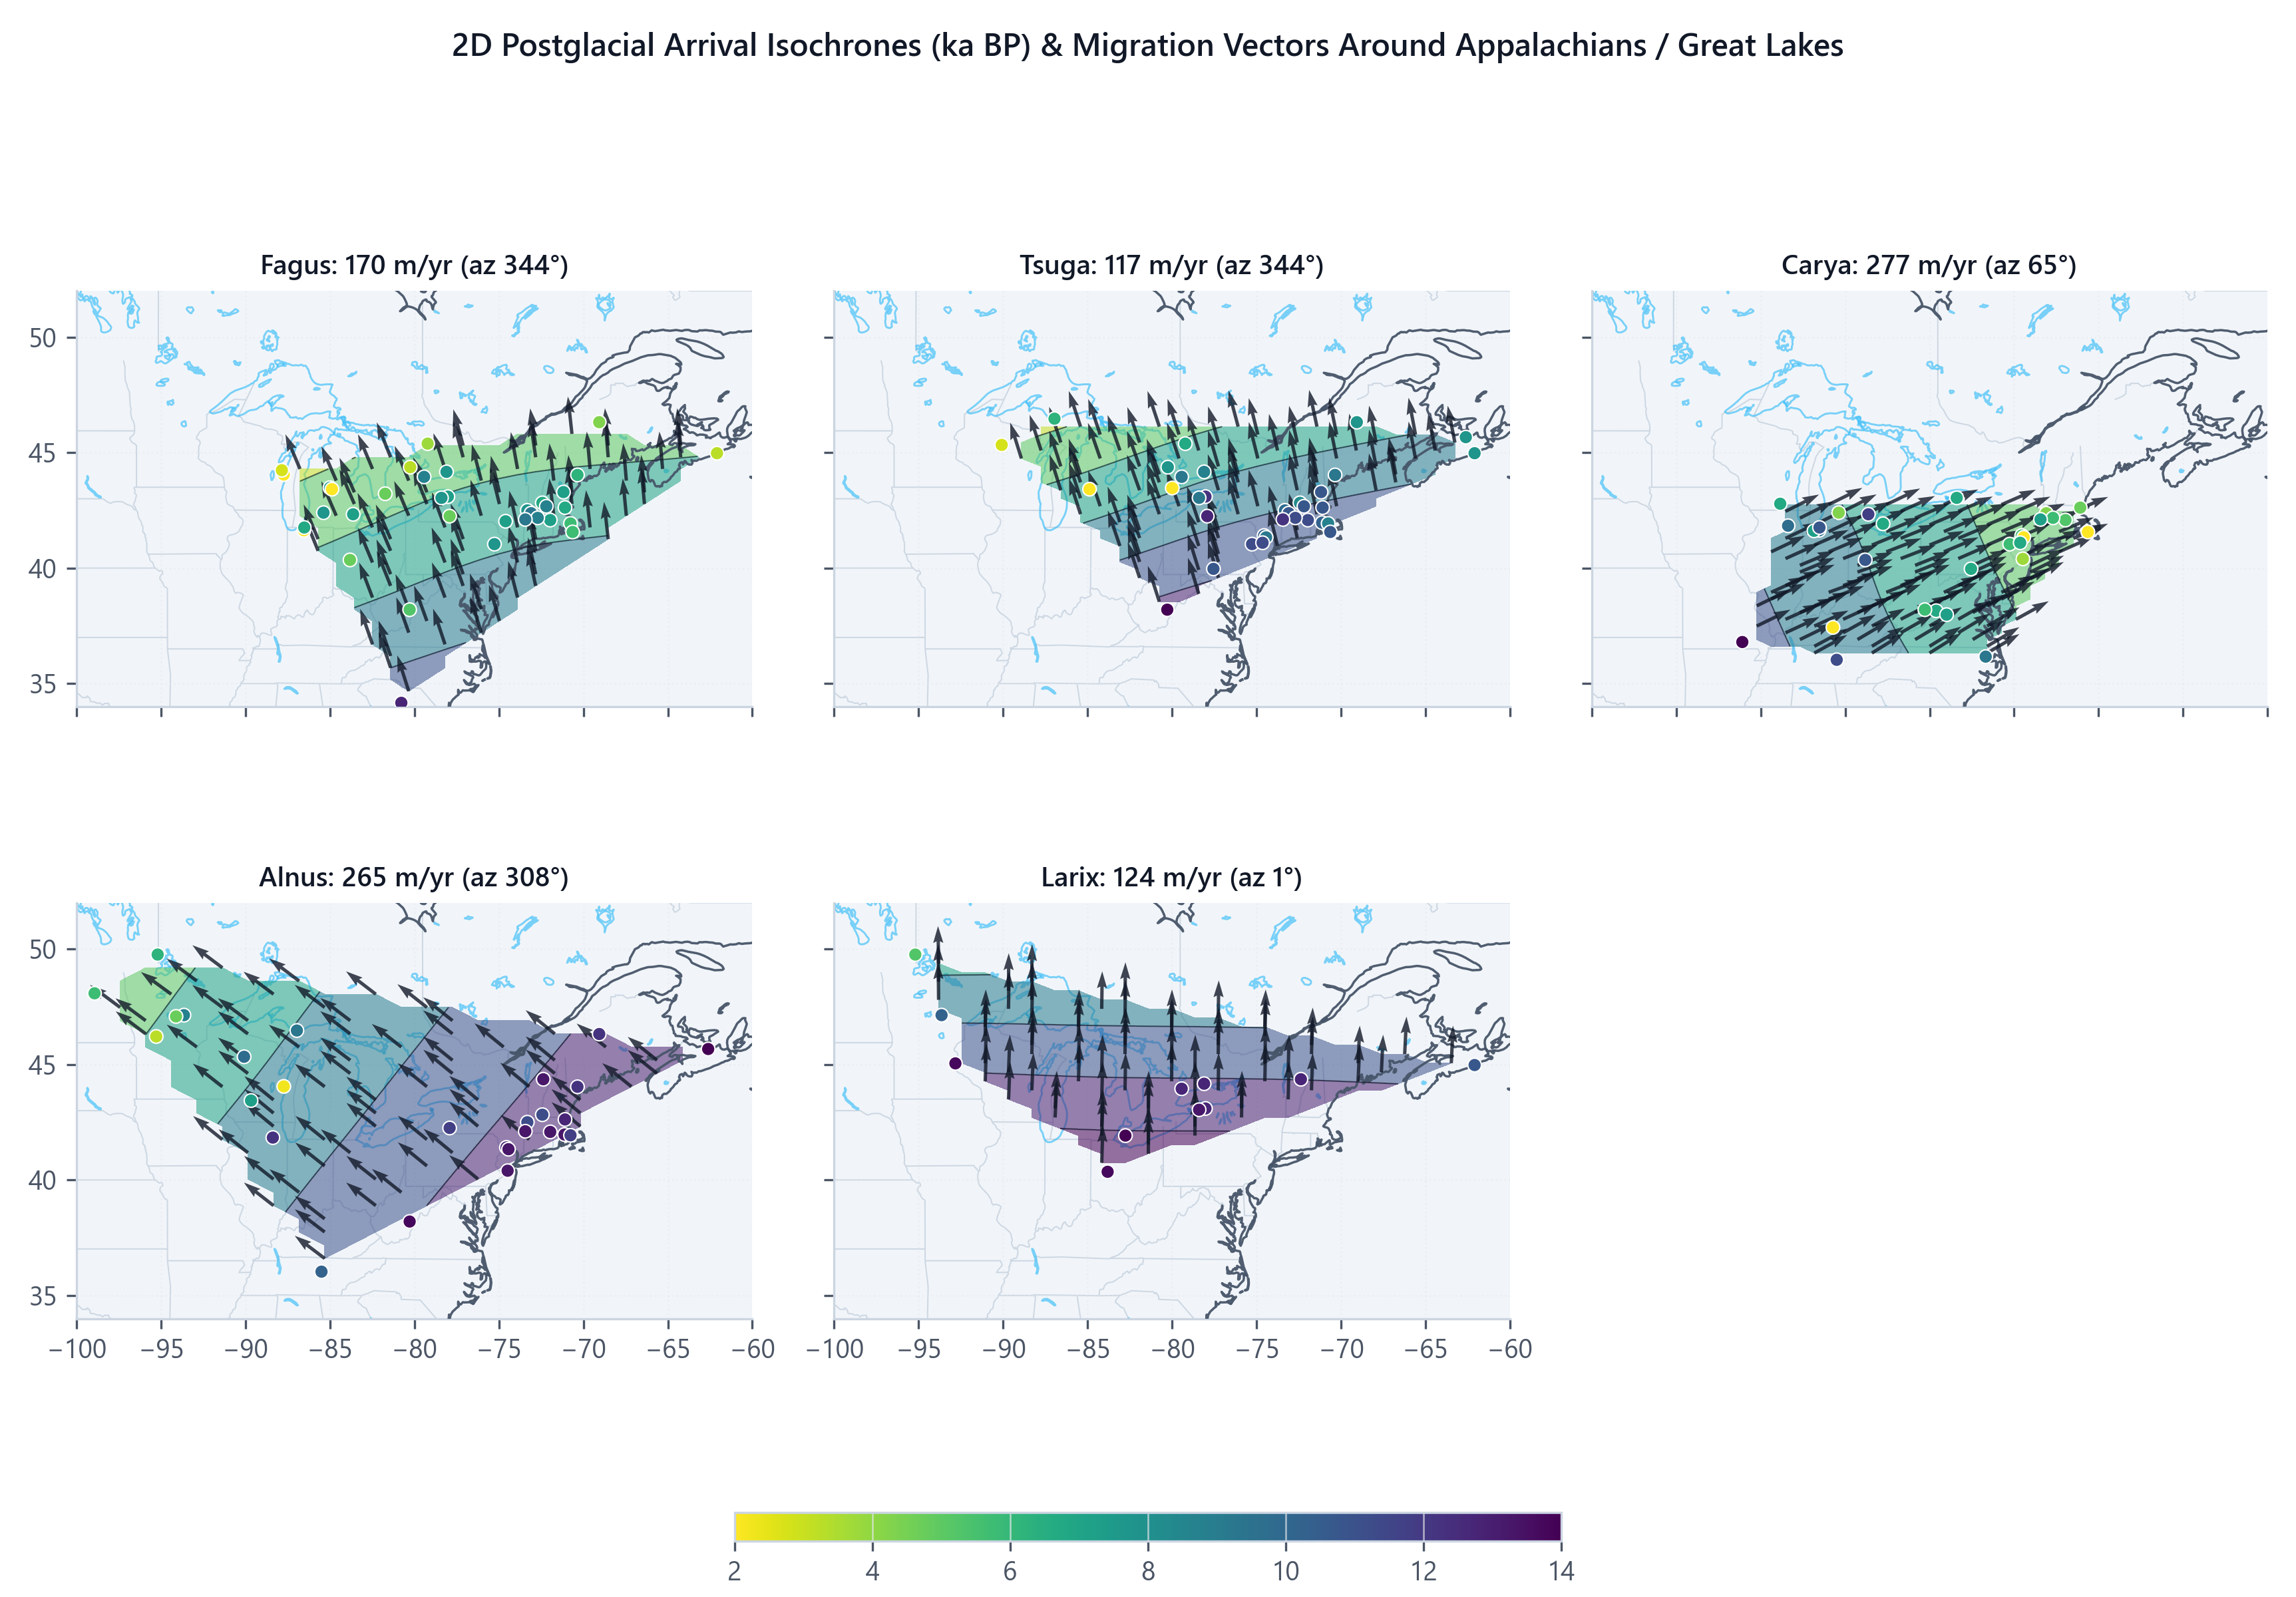 2D Postglacial Arrival Isochrones (ka BP) & Migration Vectors Around Appalachians / Great Lakes
Fagus: 170 m/yr (az 344°)
Tsuga: 117 m/yr (az 344°)
Carya: 277 m/yr (az 65°)
50
45
40
35
Alnus: 265 m/yr (az 308°)
Larix: 124 m/yr (az 1°)
50
45
40
35
−100 −95 −90 −85 −80 −75 −70 −65 −60
−100 −95 −90 −85 −80 −75 −70 −65 −60
2 4 6 8 10 12 14